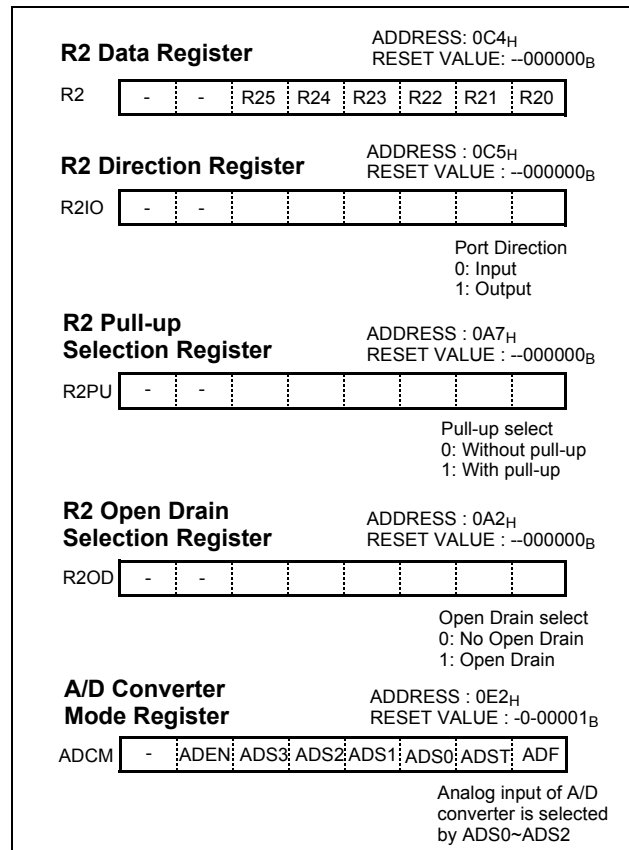 R2 Data Register
ADDRESS: 0C4H
RESET VALUE: --000000B
R2 - - R25 R24 R23 R22 R21 R20
R2 Direction Register
ADDRESS : 0C5H
RESET VALUE : --000000B
R2IO - -
Port Direction
0: Input
1: Output
R2 Pull-up
Selection Register
ADDRESS : 0A7H
RESET VALUE : --000000B
R2PU - -
Pull-up select
0: Without pull-up
1: With pull-up
R2 Open Drain
Selection Register
ADDRESS : 0A2H
RESET VALUE : --000000B
R2OD - -
Open Drain select
0: No Open Drain
1: Open Drain
A/D Converter
Mode Register
ADDRESS : 0E2H
RESET VALUE : -0-00001B
ADCM - ADEN ADS3 ADS2 ADS1 ADS0 ADST ADF
Analog input of A/D
converter is selected
by ADS0~ADS2